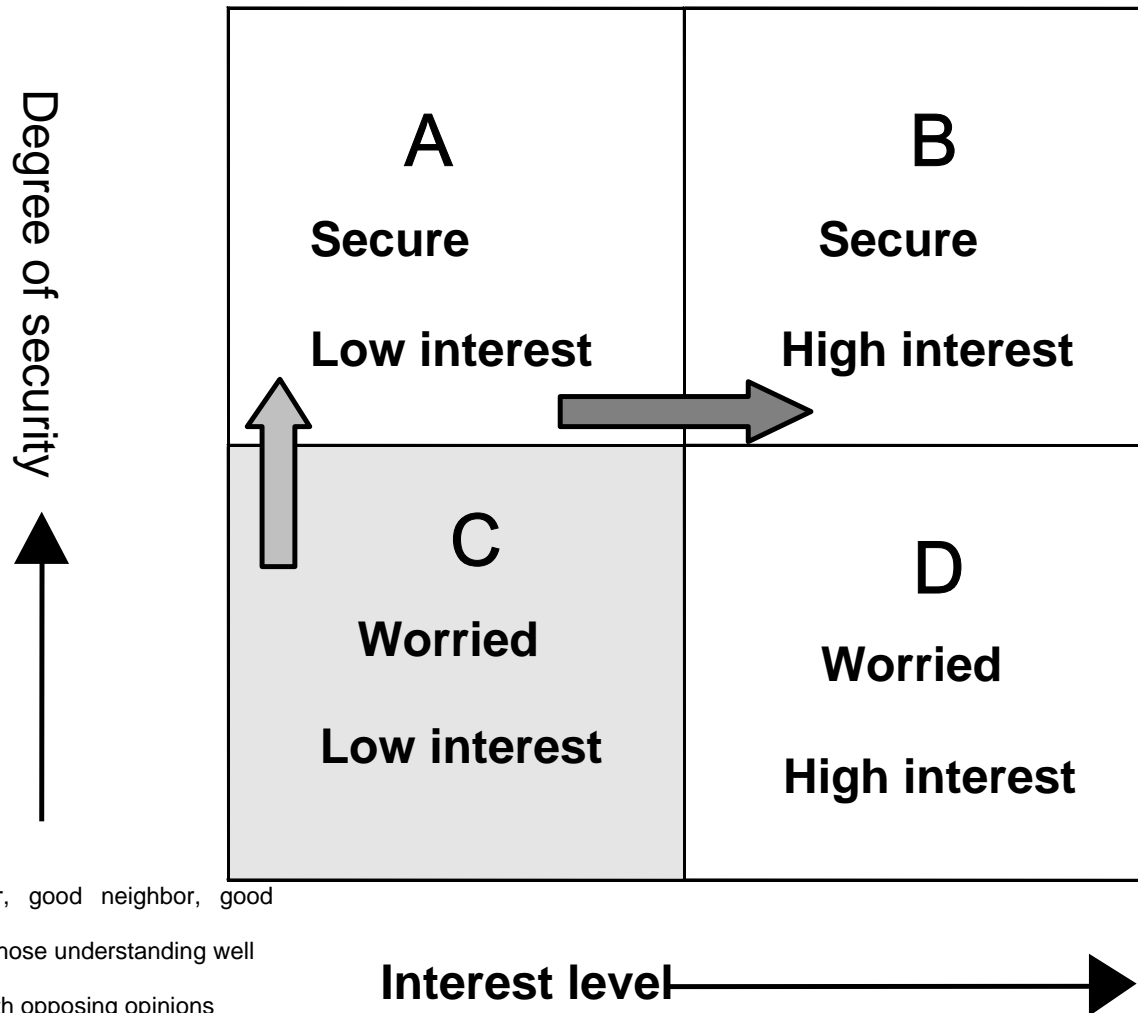 Degree of security
A
Secure
Low interest
B
Secure
High interest
C
Worried
Low interest
D
Worried
High interest
good neighbor, good
understanding well
opposing opinions
Interest level